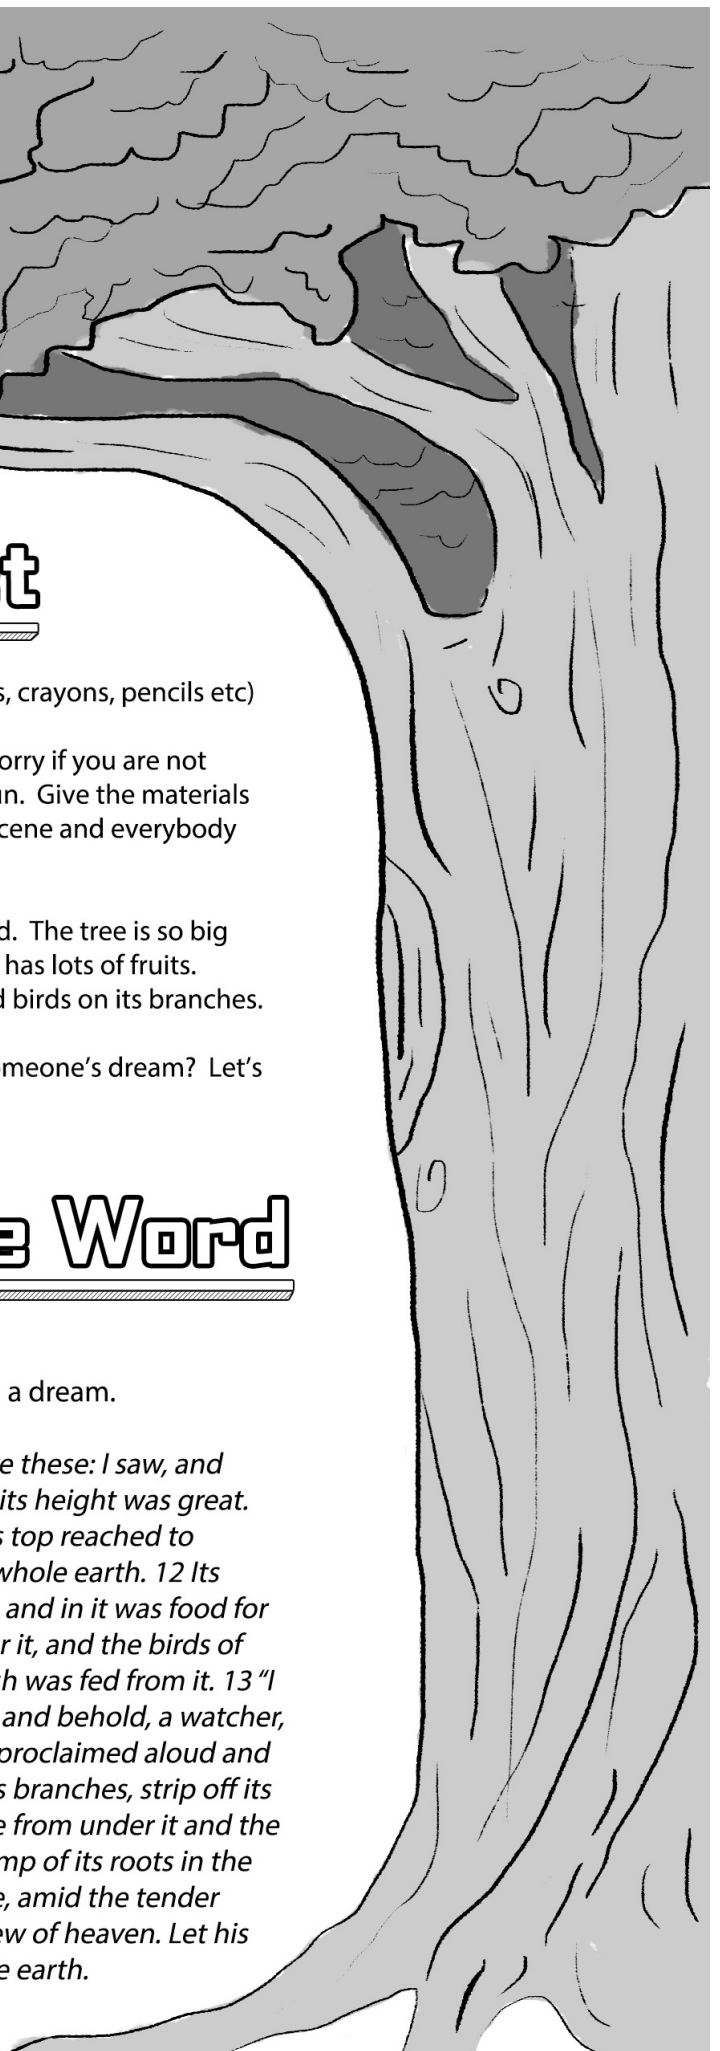 t
s, crayons, pencils etc)
orry if you are not
un. Give the materials
cene and everybody
d. The tree is so big
has lots of fruits.
d birds on its branches.
omeone's dream? Let's
e Word
a dream.
e these: I saw, and
its height was great.
s top reached to
whole earth. 12 Its
and in it was food for
r it, and the birds of
h was fed from it. 13 “I
and behold, a watcher,
proclaimed aloud and
s branches, strip off its
e from under it and the
mp of its roots in the
e, amid the tender
ew of heaven. Let his
e earth.